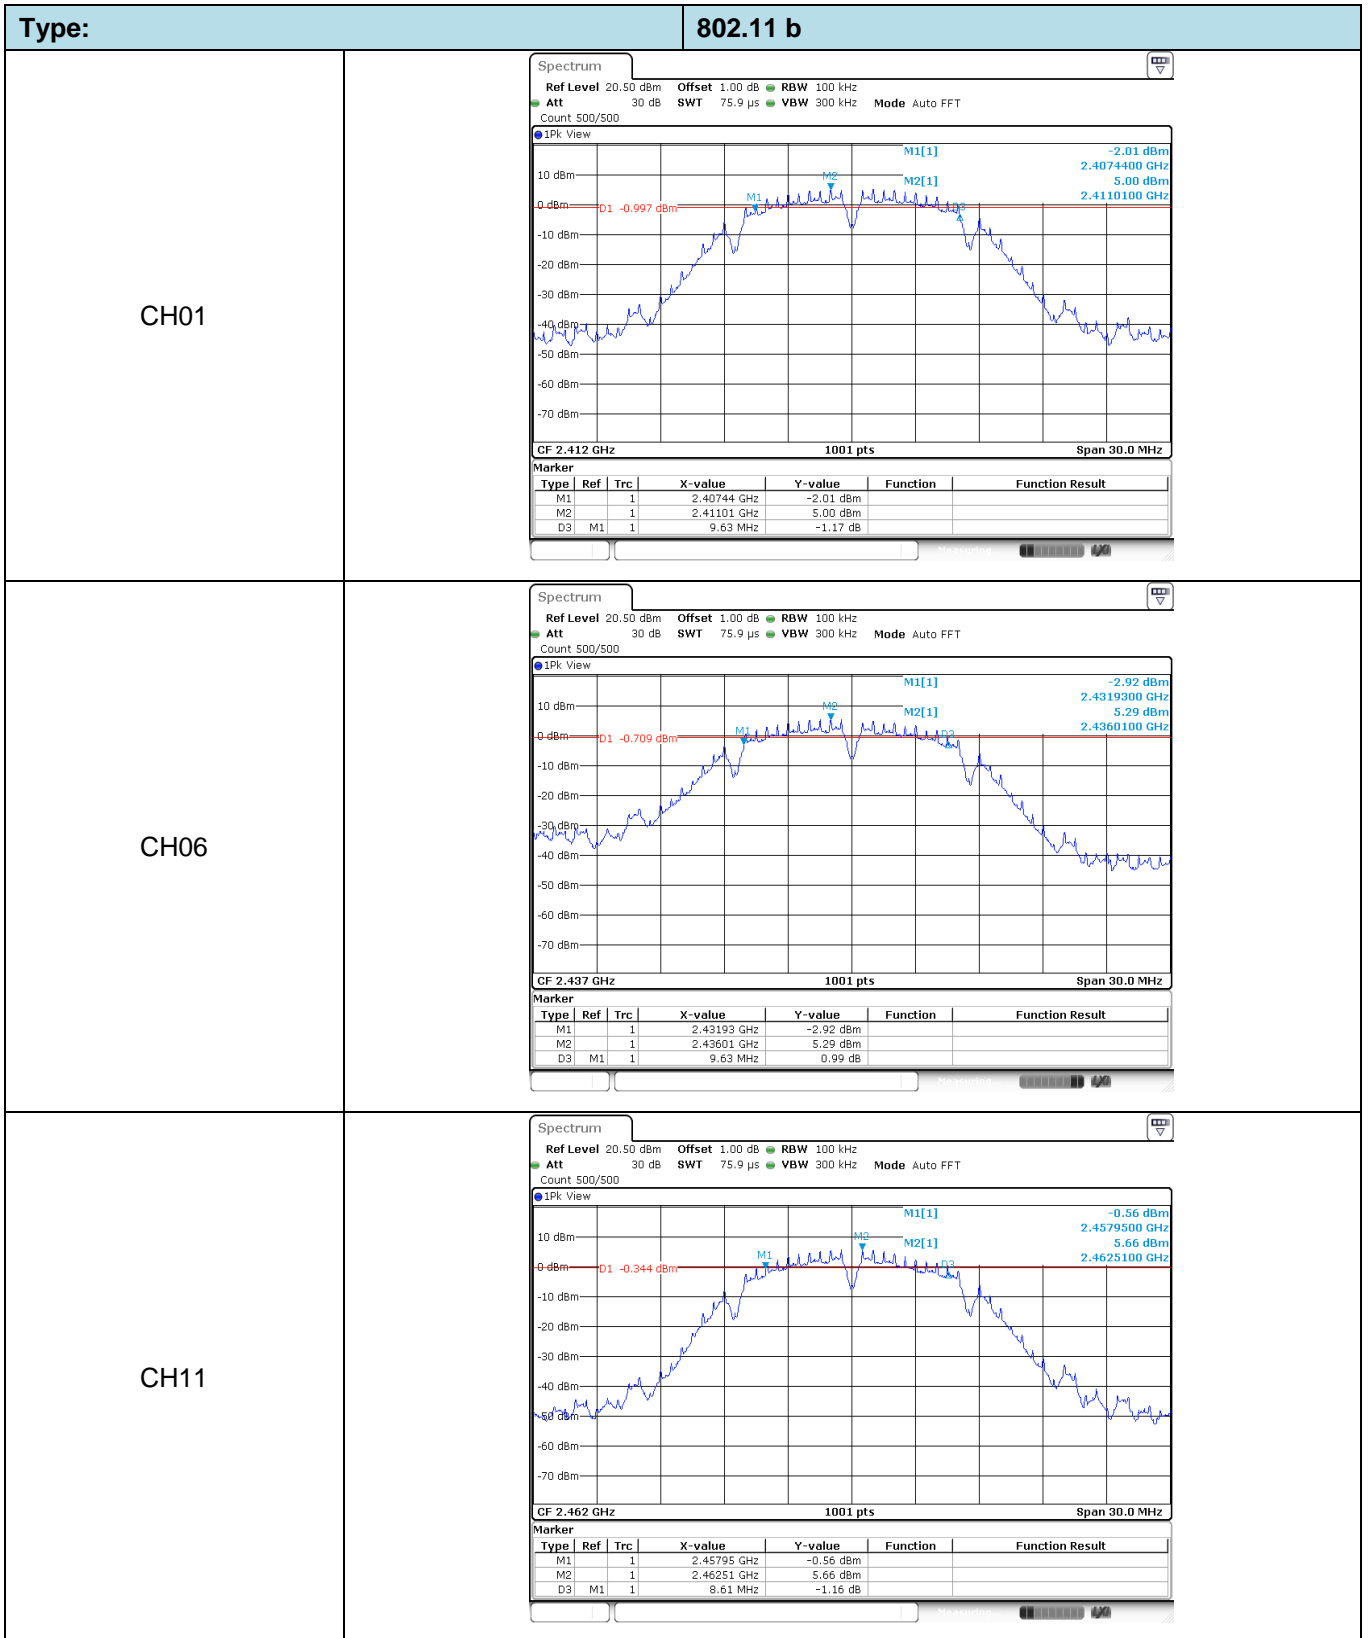 Type: 802.11 b
CH01
Spectrum
Ref Level 20.50 dBm Offset 1.00 dB RBW 100 kHz
Att 30 dB SWT 75.9 µs VBW 300 kHz Mode Auto FFT
Count 500/500
1Pk View
M1[1] -2.01 dBm
2.4074400 GHz
M2[1] 5.00 dBm
2.4110100 GHz
M2
M1
D3
10 dBm
0 dBm
D1 -0.997 dBm
-10 dBm
-20 dBm
-30 dBm
-40 dBm
-50 dBm
-60 dBm
-70 dBm
CF 2.412 GHz 1001 pts Span 30.0 MHz
Marker
Type Ref Trc X-value Y-value Function Function Result
M1 1 2.40744 GHz -2.01 dBm
M2 1 2.41101 GHz 5.00 dBm
D3 M1 1 9.63 MHz -1.17 dB
Measuring... LXI
CH06
Spectrum
Ref Level 20.50 dBm Offset 1.00 dB RBW 100 kHz
Att 30 dB SWT 75.9 µs VBW 300 kHz Mode Auto FFT
Count 500/500
1Pk View
M1[1] -2.92 dBm
2.4319300 GHz
M2[1] 5.29 dBm
2.4360100 GHz
M2
M1
D3
10 dBm
0 dBm
D1 -0.709 dBm
-10 dBm
-20 dBm
-30 dBm
-40 dBm
-50 dBm
-60 dBm
-70 dBm
CF 2.437 GHz 1001 pts Span 30.0 MHz
Marker
Type Ref Trc X-value Y-value Function Function Result
M1 1 2.43193 GHz -2.92 dBm
M2 1 2.43601 GHz 5.29 dBm
D3 M1 1 9.63 MHz 0.99 dB
Measuring... LXI
CH11
Spectrum
Ref Level 20.50 dBm Offset 1.00 dB RBW 100 kHz
Att 30 dB SWT 75.9 µs VBW 300 kHz Mode Auto FFT
Count 500/500
1Pk View
M1[1] -0.56 dBm
2.4579500 GHz
M2[1] 5.66 dBm
2.4625100 GHz
M2
M1
D3
10 dBm
0 dBm
D1 -0.344 dBm
-10 dBm
-20 dBm
-30 dBm
-40 dBm
-50 dBm
-60 dBm
-70 dBm
CF 2.462 GHz 1001 pts Span 30.0 MHz
Marker
Type Ref Trc X-value Y-value Function Function Result
M1 1 2.45795 GHz -0.56 dBm
M2 1 2.46251 GHz 5.66 dBm
D3 M1 1 8.61 MHz -1.16 dB
Measuring... LXI